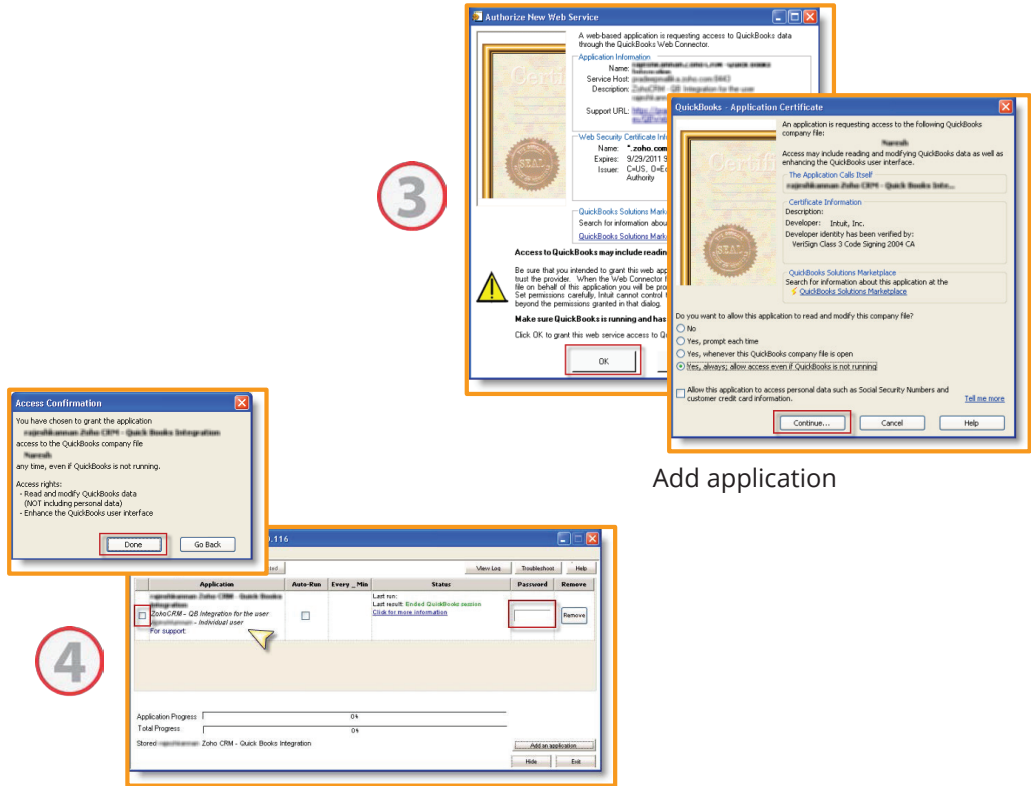 Authorize New Web Service
A web-based application is requesting access to QuickBooks data
through the QuickBooks Web Connector.
Application Information
Name:
Service Host:
Description:
Support URL:
Web Security Certificate Inf
Name: *.zoho.com
Expires: 9/29/2011 9
Issuer: C=US, O=Eq
Authority
QuickBooks Solutions Mark
Search for information abou
QuickBooks Solutions Mark
Access to QuickBooks may include readin
Be sure that you intended to grant this web app
trust the provider. When the Web Connector
file on behalf of this application you will be pro
Set permissions carefully, Intuit cannot control
beyond the permissions granted in that dialog.
Make sure QuickBooks is running and has
Click OK to grant this web service access to Qu
OK
3
QuickBooks - Application Certificate
An application is requesting access to the following QuickBooks
company file:
Naresh
Access may include reading and modifying QuickBooks data as well as
enhancing the QuickBooks user interface.
The Application Calls Itself
Certificate Information
Description:
Developer: Intuit, Inc.
Developer identity has been verified by:
VeriSign Class 3 Code Signing 2004 CA
QuickBooks Solutions Marketplace
Search for information about this application at the
QuickBooks Solutions Marketplace
Do you want to allow this application to read and modify this company file?
No
Yes, prompt each time
Yes, whenever this QuickBooks company file is open
Yes, always; allow access even if QuickBooks is not running
Allow this application to access personal data such as Social Security Numbers and
customer credit card information.
Tell me more
Continue... Cancel Help
Add application
Access Confirmation
You have chosen to grant the application
access to the QuickBooks company file
Naresh
any time, even if QuickBooks is not running.
Access rights:
- Read and modify QuickBooks data
(NOT including personal data)
- Enhance the QuickBooks user interface
Done Go Back
4
.116
View Log Troubleshoot Help
Application Auto-Run Every _ Min Status Password Remove
Last run:
Last result: Ended QuickBooks session
Click for more information
ZohoCRM - QB Integration for the user
- Individual user
For support:
Remove
Application Progress 0%
Total Progress 0%
Stored Zoho CRM - Quick Books Integration
Add an application
Hide Exit